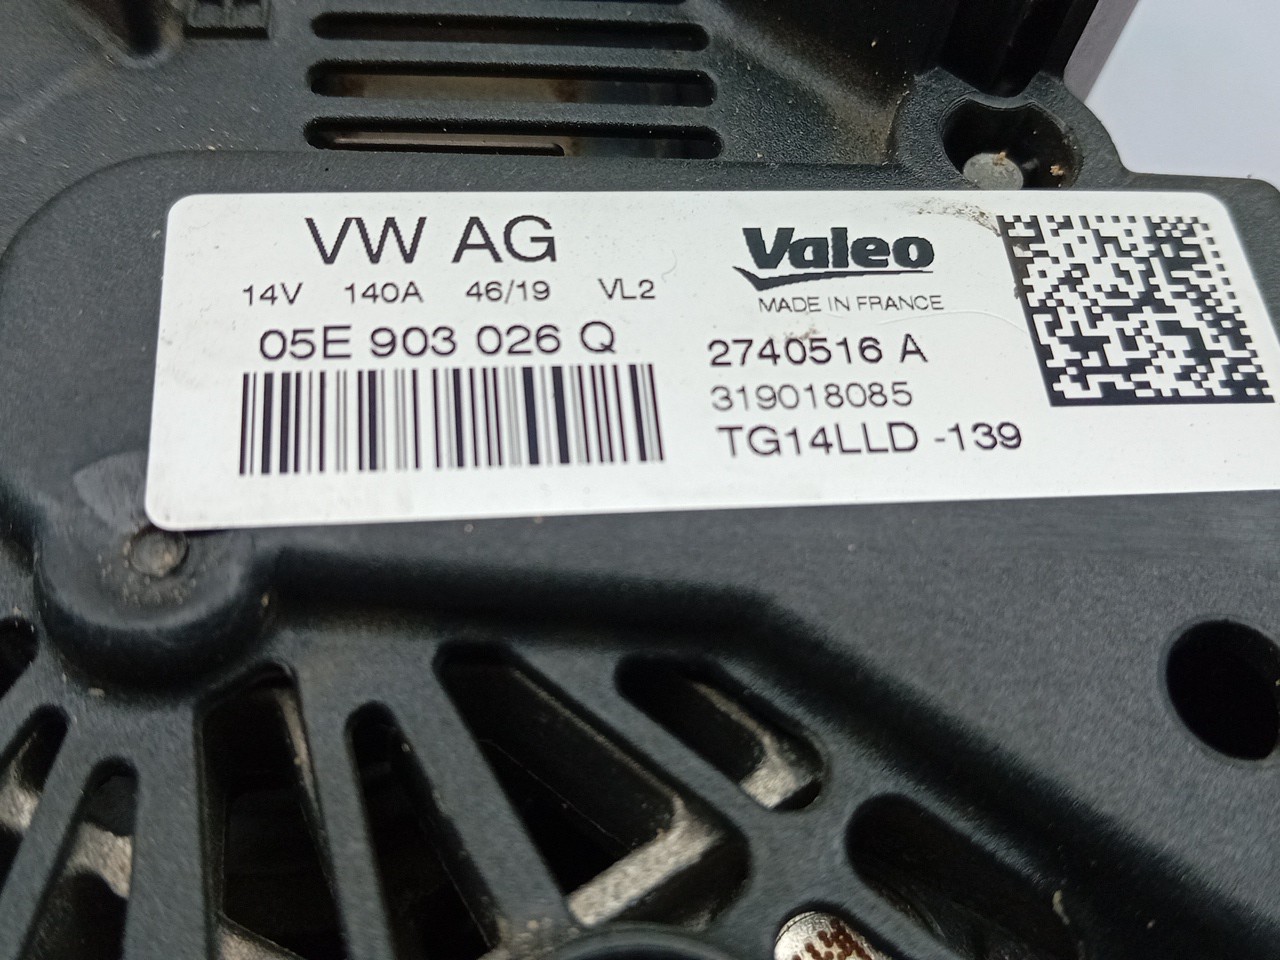 VW AG
14V 140A 46/19 VL2
05E 903 026 Q
Valeo
MADE IN FRANCE
2740516 A
319018085
TG14LLD -139